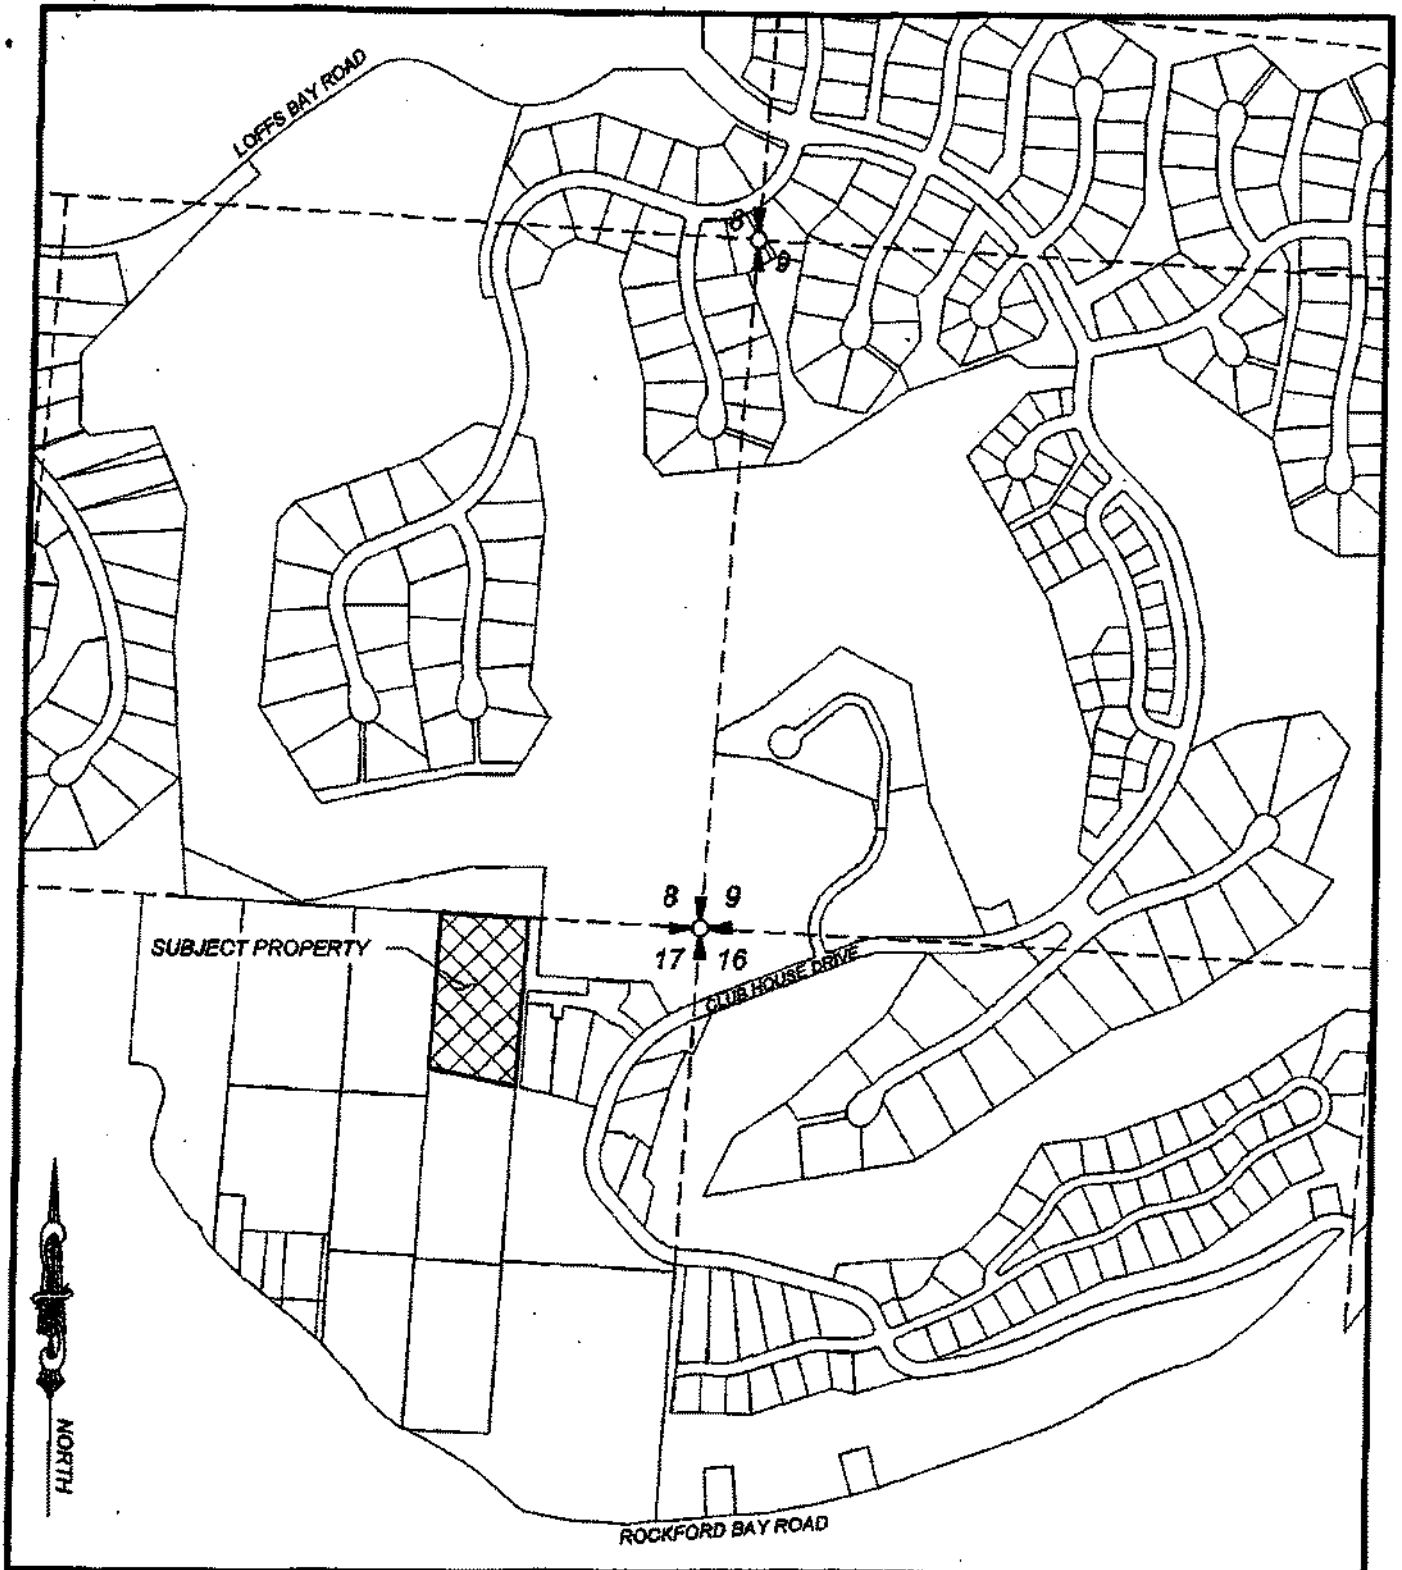 LOFFS BAY ROAD
8
9
8 9
SUBJECT PROPERTY
17 16
CLUB HOUSE DRIVE
NORTH
ROCKFORD BAY ROAD